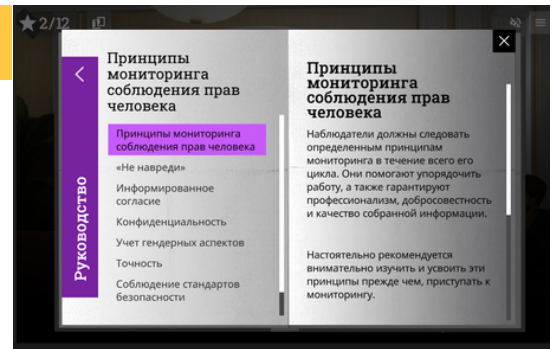 2/12
Руководство
Принципы
мониторинга
соблюдения прав
человека
Принципы мониторинга
соблюдения прав человека
«Не навреди»
Информированное
согласие
Конфиденциальность
Учет гендерных аспектов
Точность
Соблюдение стандартов
безопасности
Принципы
мониторинга
соблюдения прав
человека
Наблюдатели должны следовать
определенным принципам
мониторинга в течение всего его
цикла. Они помогают упорядочить
работу, а также гарантируют
профессионализм, добросовестность
и качество собранной информации.
Настоятельно рекомендуется
внимательно изучить и усвоить эти
принципы прежде чем, приступать к
мониторингу.